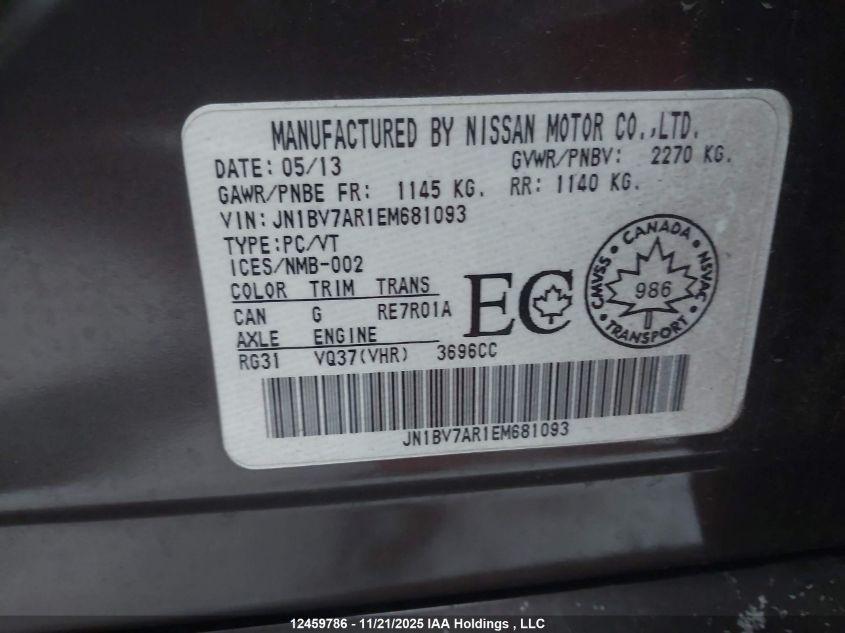 MANUFACTURED BY NISSAN MOTOR CO.,LTD.
DATE: 05/13 GVWR/PNBV: 2270 KG.
GAWR/PNBE FR: 1145 KG. RR: 1140 KG.
VIN: JN1BV7AR1EM681093
TYPE:PC/VT
ICES/NMB-002
COLOR TRIM TRANS
CAN G RE7R01A
AXLE ENGINE
RG31 VQ37(VHR) 3696CC
EC
CANADA
CMVSS 986 NSVAC
TRANSPORT
JN1BV7AR1EM681093
12459786 - 11/21/2025 IAA Holdings , LLC